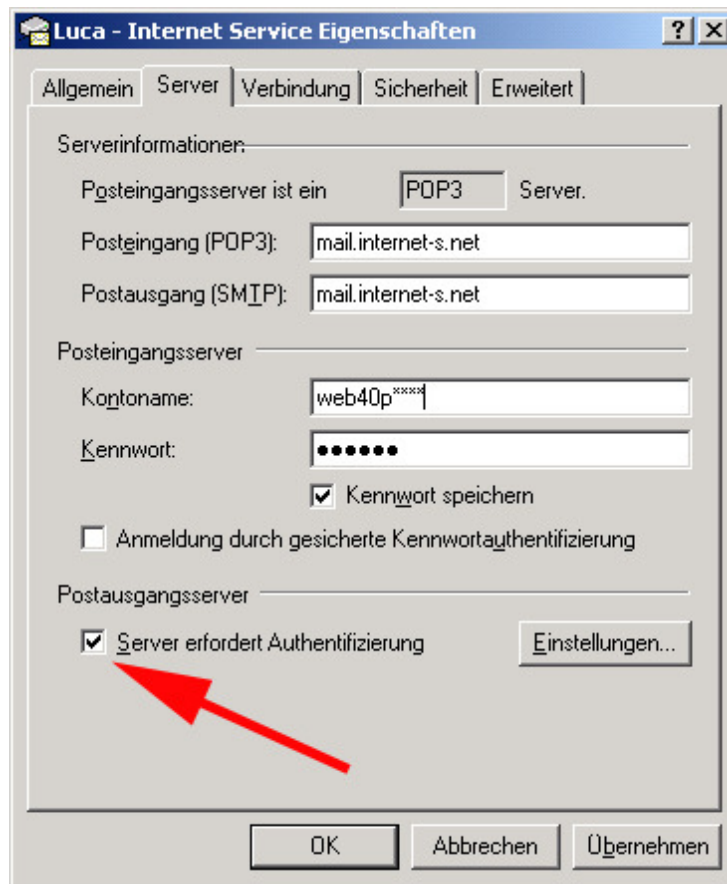 Luca - Internet Service Eigenschaften
Allgemein Server Verbindung Sicherheit Erweitert
Serverinformationen
Posteingangsserver ist ein POP3 Server.
Posteingang (POP3): mail.internet-s.net
Postausgang (SMTP): mail.internet-s.net
Posteingangsserver
Kontoname: web40p****
Kennwort: ●●●●●●
Kennwort speichern
Anmeldung durch gesicherte Kennwortauthentifizierung
Postausgangsserver
Server erfordert Authentifizierung Einstellungen...
OK Abbrechen Übernehmen